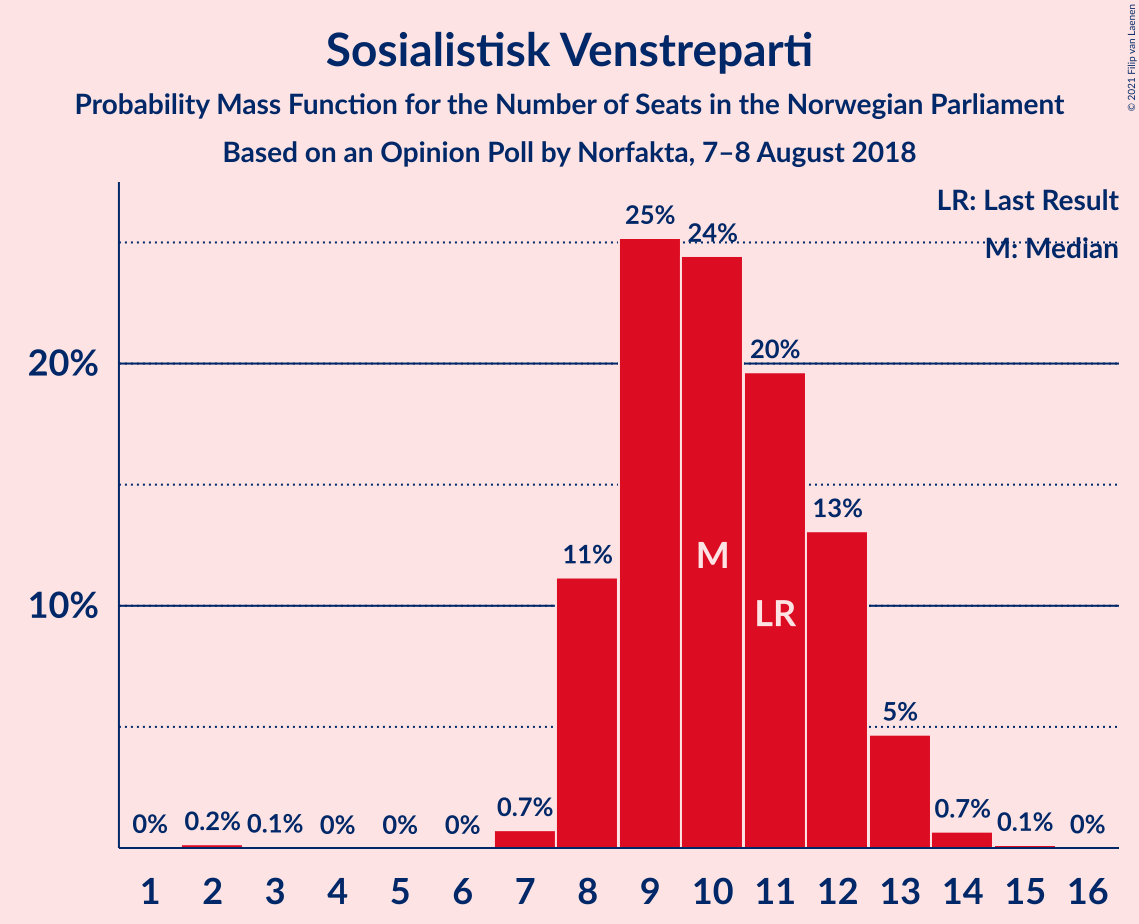 © 2021 Filip van Laenen
Sosialistisk Venstreparti
Probability Mass Function for the Number of Seats in the Norwegian Parliament
Based on an Opinion Poll by Norfakta, 7–8 August 2018
LR: Last Result
M: Median
25%
24%
20%
20%
13%
11%
M
10%
LR
5%
0%
0.2%
0.1%
0%
0%
0%
0.7%
0.7%
0.1%
0%
1 2 3 4 5 6 7 8 9 10 11 12 13 14 15 16